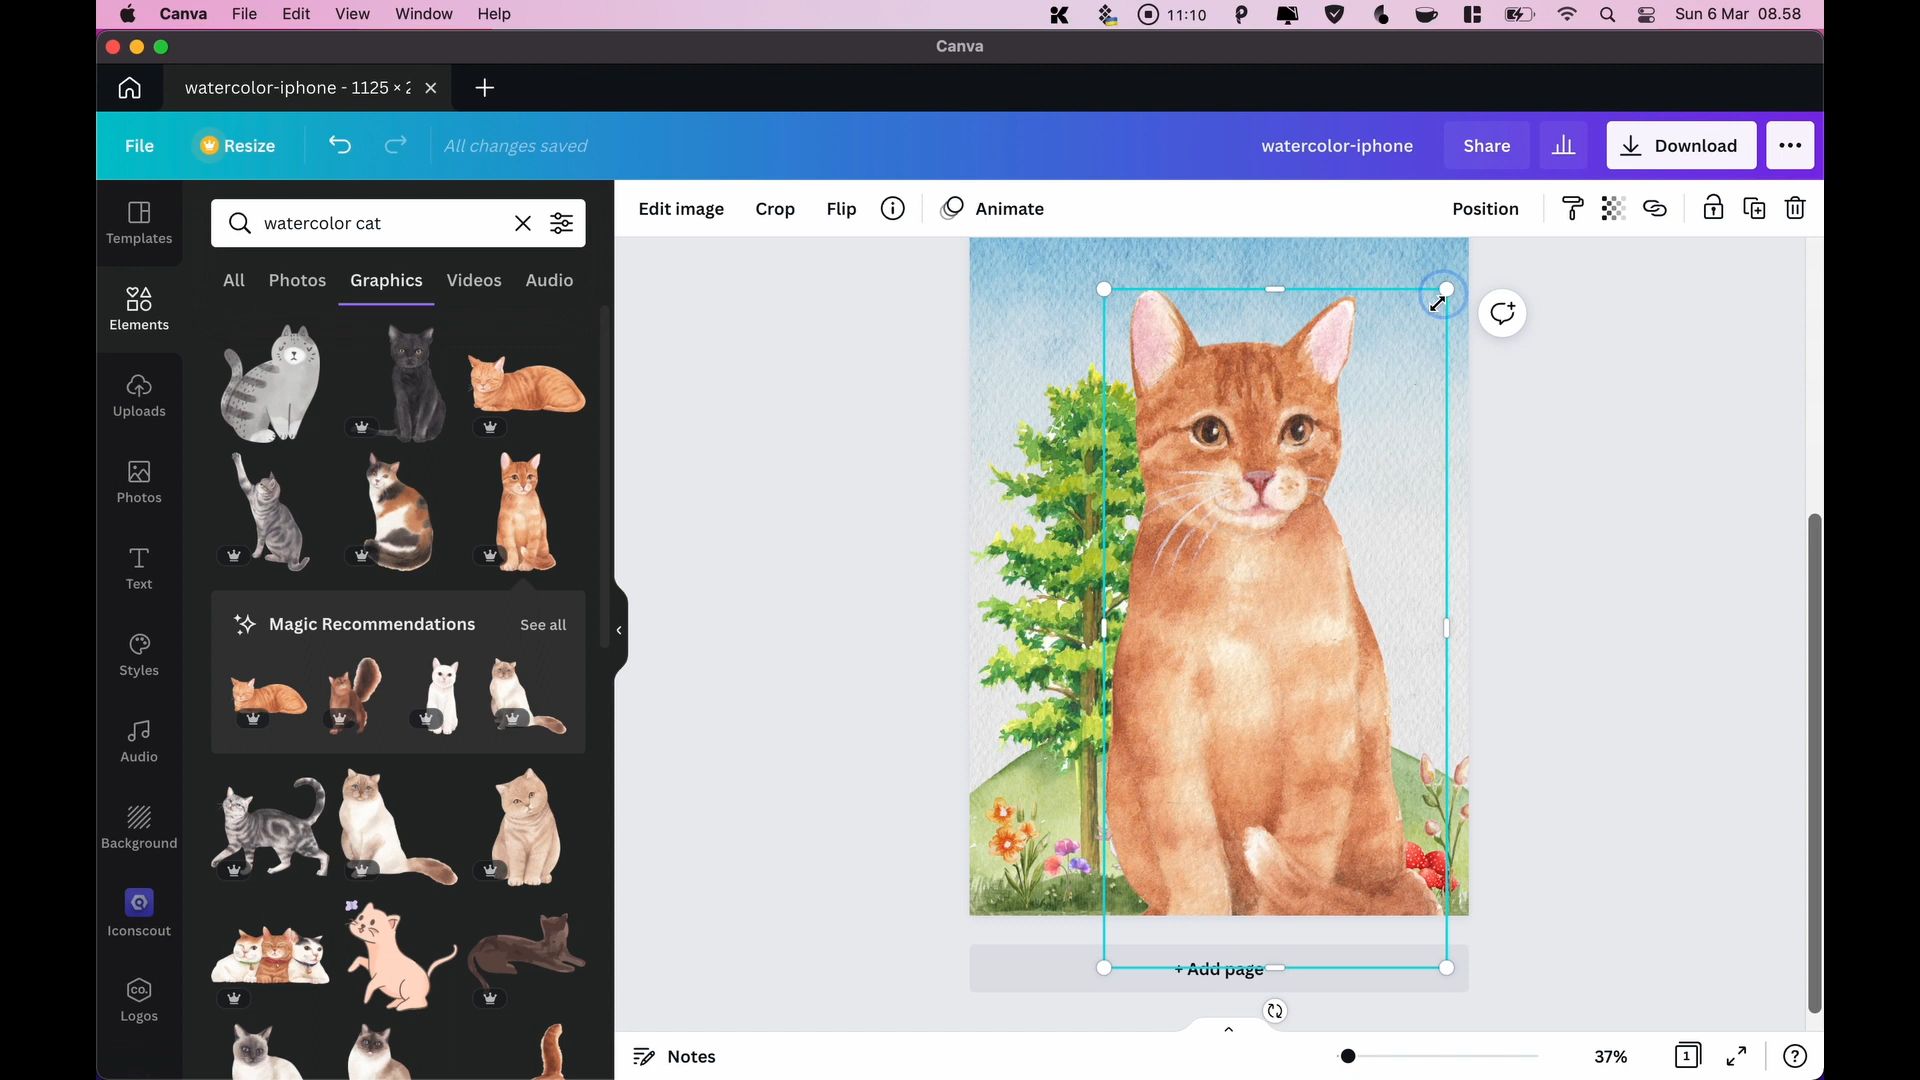 Canva File Edit View Window Help 11:10 Sun 6 Mar 08.58
Canva
watercolor-iphone - 1125 × 2
File Resize All changes saved watercolor-iphone Share Download
Templates
Elements
Uploads
Photos
Text
Styles
Audio
Background
Iconscout
CO.
Logos
watercolor cat
All Photos Graphics Videos Audio
Magic Recommendations See all
Edit image Crop Flip Animate Position
+ Add page
Notes 37% 1